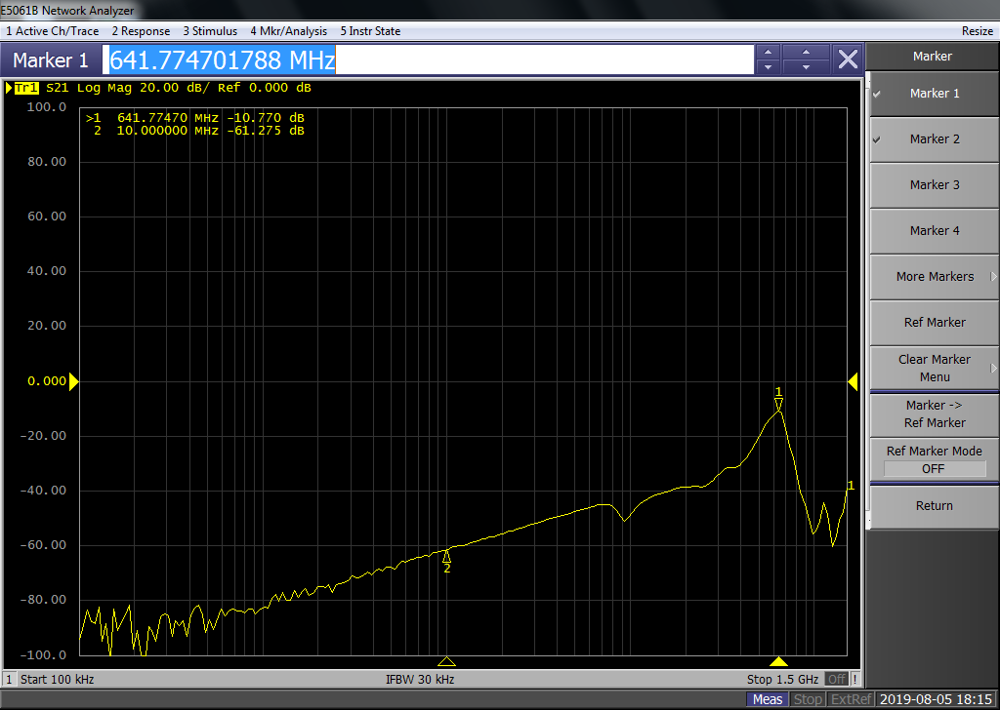 E5061B Network Analyzer
1 Active Ch/Trace 2 Response 3 Stimulus 4 Mkr/Analysis 5 Instr State Resize
Marker 1 641.774701788 MHz
Marker
Tr1 S21 Log Mag 20.00 dB/ Ref 0.000 dB
100.0
>1 641.77470 MHz -10.770 dB
2 10.000000 MHz -61.275 dB
80.00
60.00
40.00
20.00
0.000
-20.00
-40.00
-60.00
-80.00
-100.0
1
2
1
Marker 1
Marker 2
Marker 3
Marker 4
More Markers
Ref Marker
Clear Marker
Menu
Marker ->
Ref Marker
Ref Marker Mode
OFF
Return
1 Start 100 kHz IFBW 30 kHz Stop 1.5 GHz Off !
Meas Stop ExtRef 2019-08-05 18:15